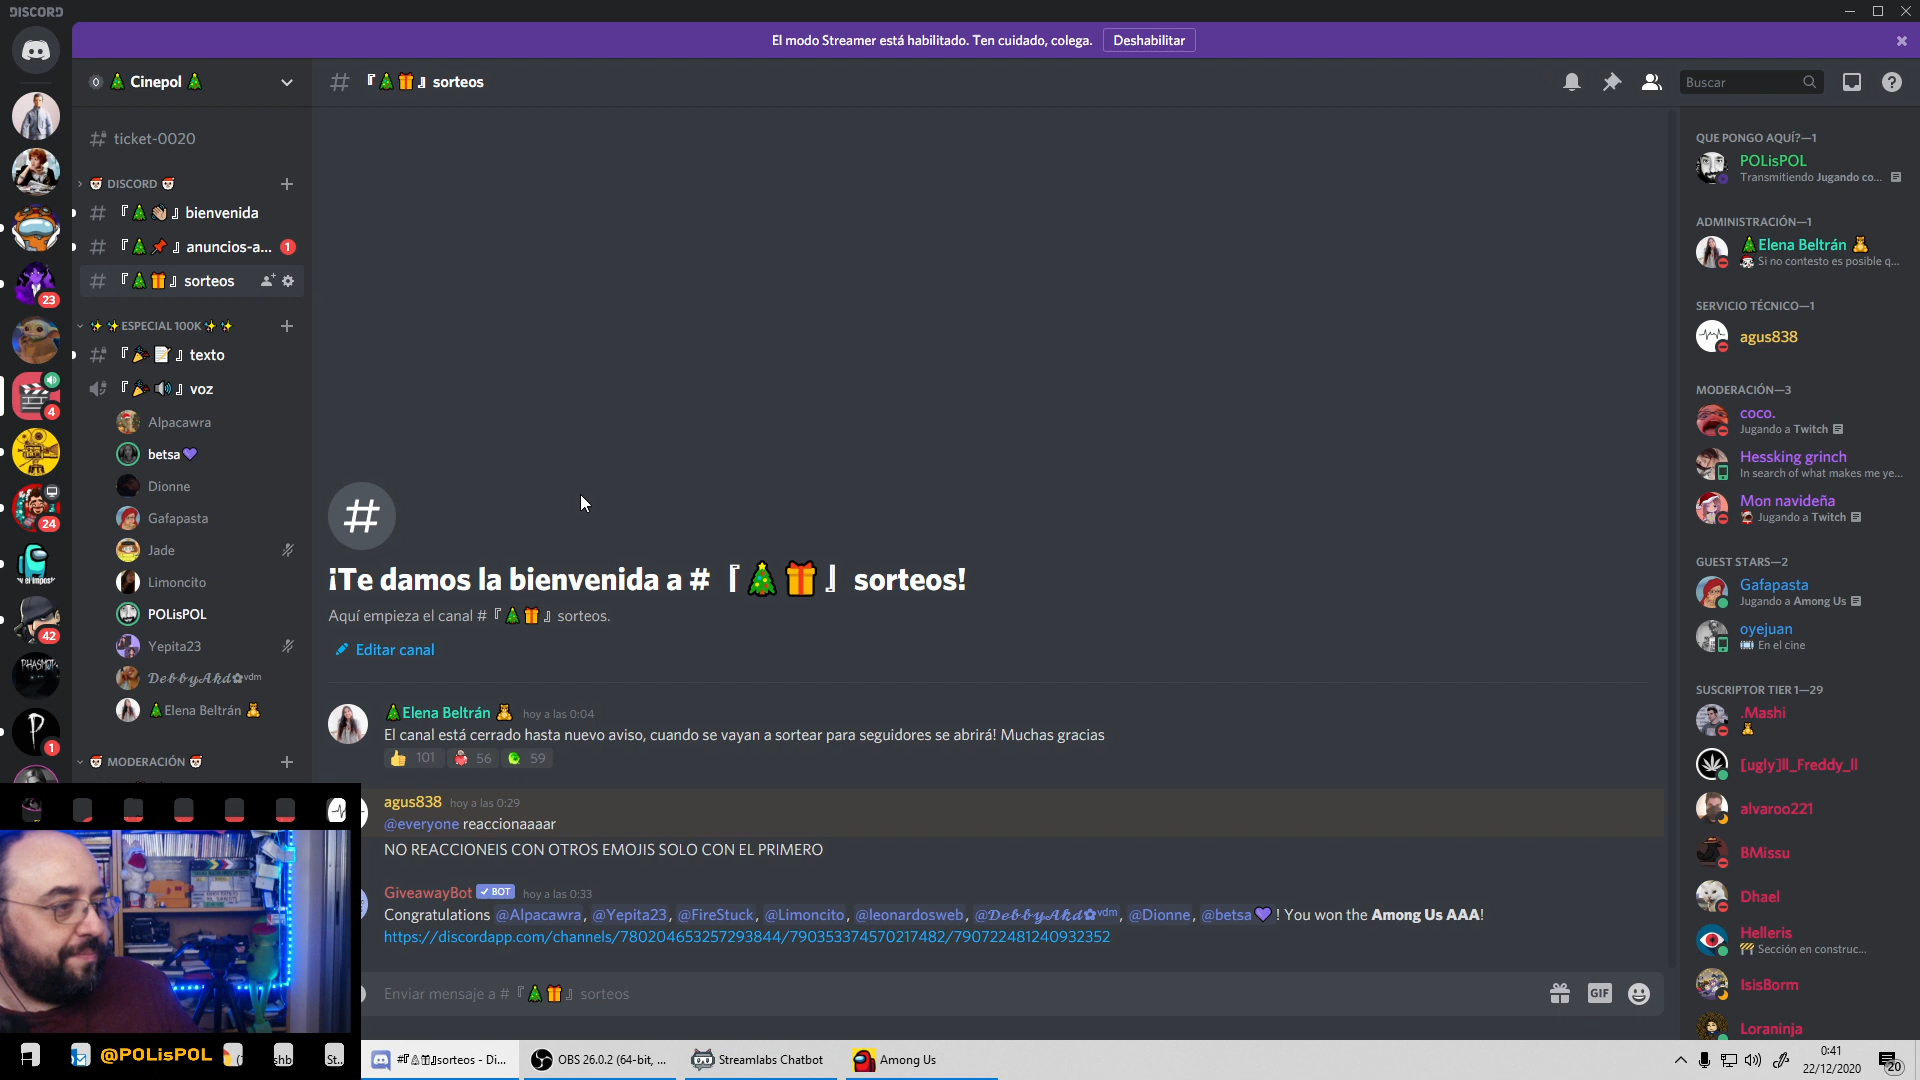 DISCORD
El modo Streamer está habilitado. Ten cuidado, colega.
Deshabilitar
🎄 Cinepol 🎄
# 『🎄🎁』sorteos
Buscar
ticket-0020
🎅 DISCORD 🎅
『🎄👋🏼』bienvenida
『🎄📌』anuncios-a...
1
『🎄🎁』sorteos
✨✨ESPECIAL 100K✨✨
『🎉📝』texto
『🎉🔊』voz
Alpacawra
betsa💜
Dionne
Gafapasta
Jade
Limoncito
POLisPOL
Yepita23
𝓓𝓮𝓫𝓫𝔂𝓐𝓴𝓭✿ᵛᵈᵐ
🎄Elena Beltrán 🧸
🎅 MODERACIÓN 🎅
23
4
24
42
PHASMOP
P
1
¡Te damos la bienvenida a # 『🎄🎁』 sorteos!
Aquí empieza el canal #『🎄🎁』sorteos.
Editar canal
🎄Elena Beltrán 🧸 hoy a las 0:04
El canal está cerrado hasta nuevo aviso, cuando se vayan a sortear para seguidores se abrirá! Muchas gracias
👍 101
56
59
agus838 hoy a las 0:29
@everyone reaccionaaaar
NO REACCIONEIS CON OTROS EMOJIS SOLO CON EL PRIMERO
GiveawayBot ✓ BOT hoy a las 0:33
Congratulations @Alpacawra, @Yepita23, @FireStuck, @Limoncito, @leonardosweb, @𝓓𝓮𝓫𝓫𝔂𝓐𝓴𝓭✿ᵛᵈᵐ, @Dionne, @betsa💜! You won the Among Us AAA!
https://discordapp.com/channels/780204653257293844/790353374570217482/790722481240932352
Enviar mensaje a #『🎄🎁』sorteos
GIF
QUE PONGO AQUÍ?—1
POLisPOL
Transmitiendo Jugando co...
ADMINISTRACIÓN—1
🎄Elena Beltrán 🧸
Si no contesto es posible q...
SERVICIO TÉCNICO—1
agus838
MODERACIÓN—3
coco.
Jugando a Twitch
Hessking grinch
In search of what makes me ye...
Mon navideña
Jugando a Twitch
GUEST STARS—2
Gafapasta
Jugando a Among Us
oyejuan
En el cine
SUSCRIPTOR TIER 1—29
.Mashi
[ugly]ll_Freddy_ll
alvaroo221
BMissu
Dhael
Helleris
Sección en construc...
IsisBorm
Loraninja
@POLisPOL
shb
St...
#『🎄🎁』sorteos - Di...
OBS 26.0.2 (64-bit, ...
Streamlabs Chatbot
Among Us
0:41
22/12/2020
20